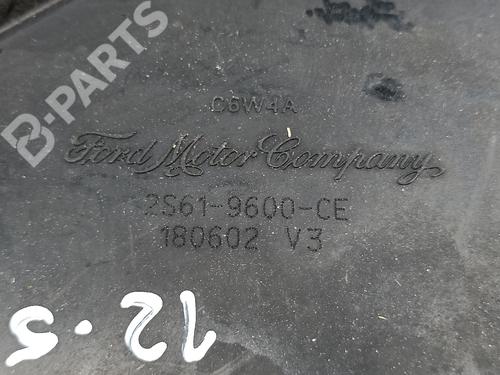 B-PARTS
C6W4A
Ford Motor Company
2S61-9600-CE
180602 V3
12.5